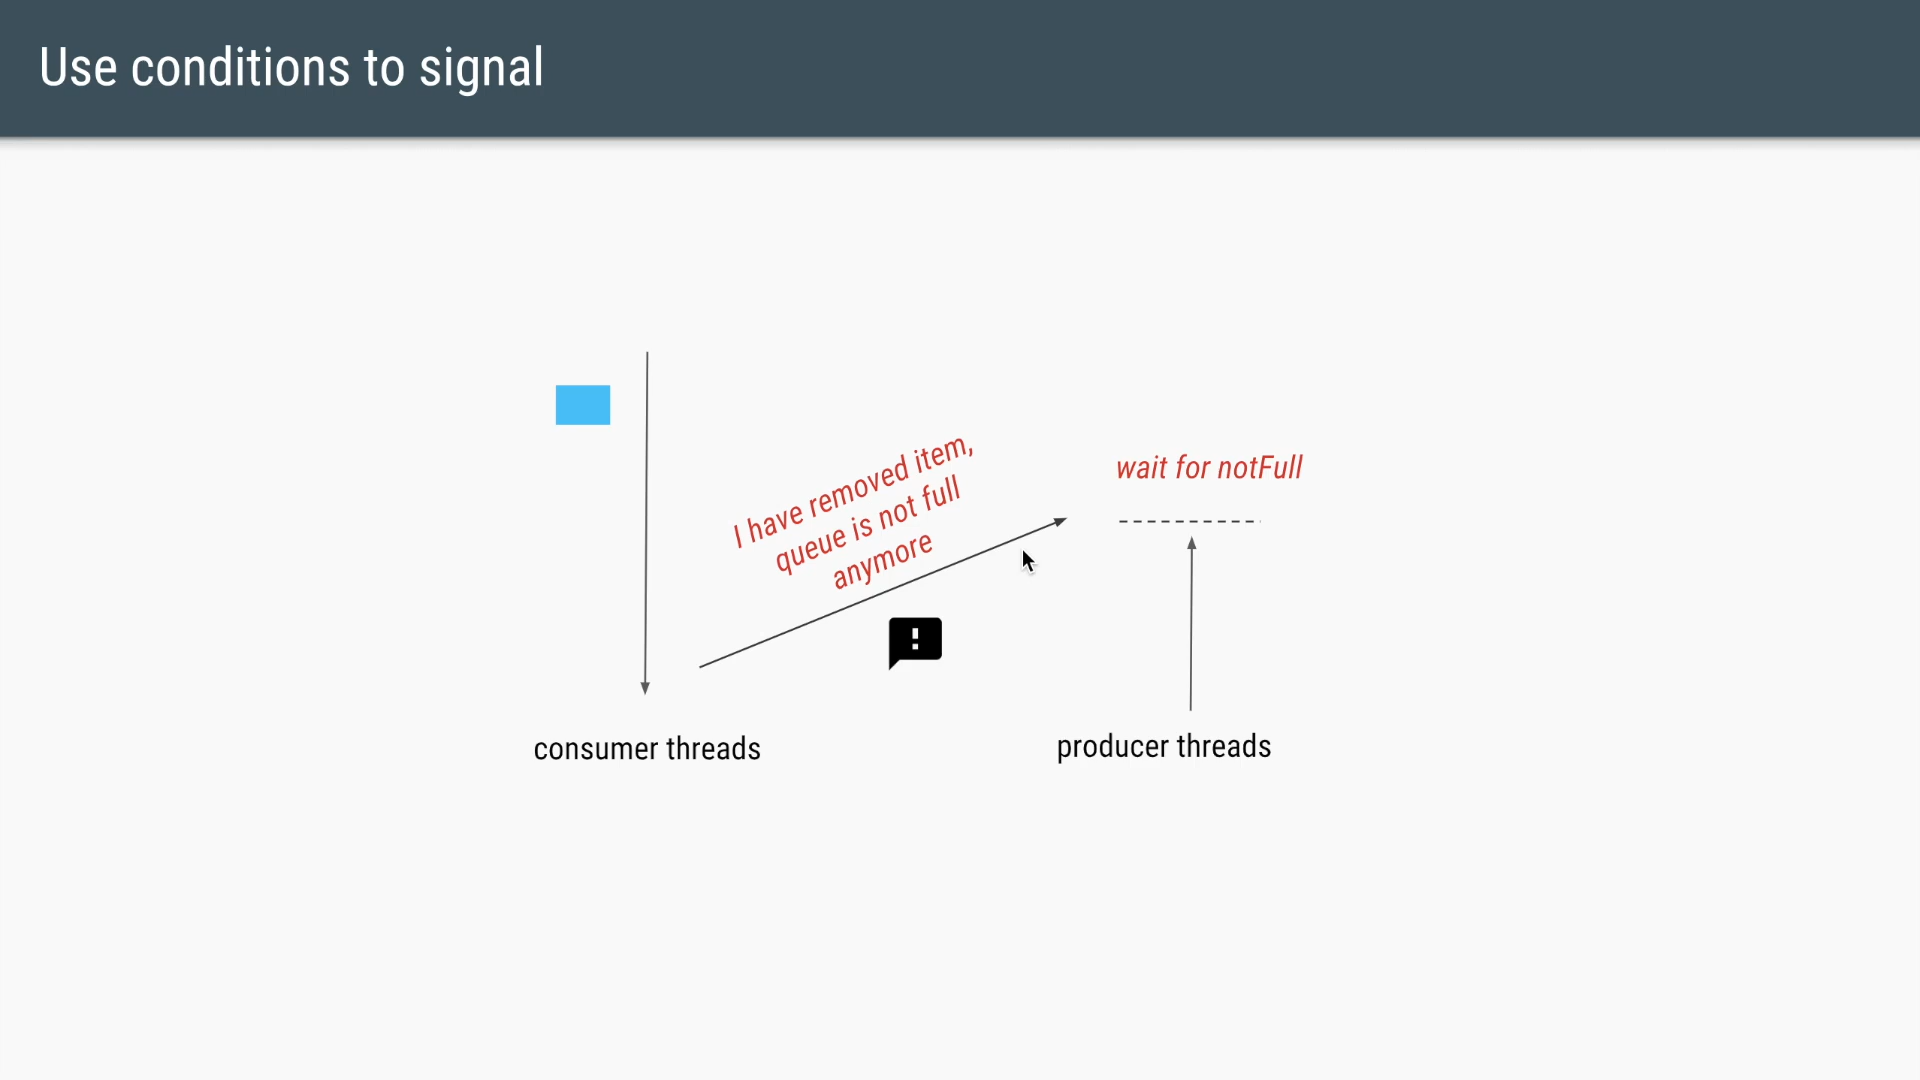 Use conditions to signal
I have removed item,
queue is not full
anymore
wait for notFull
consumer threads
producer threads